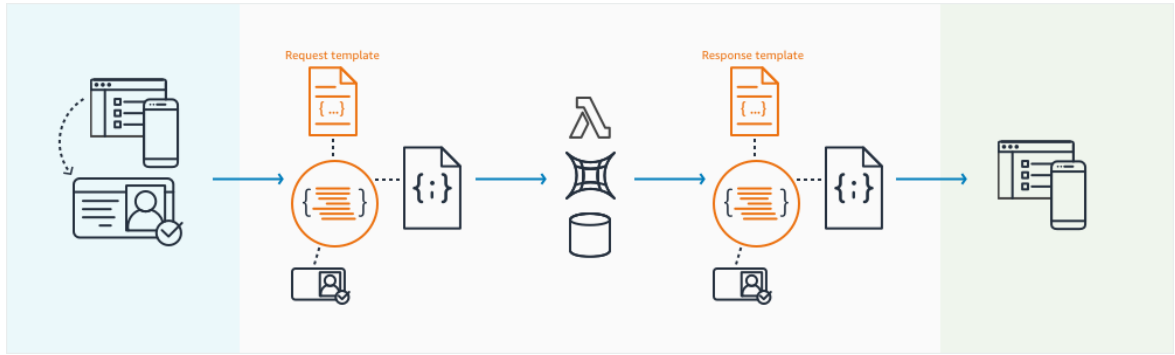 Request template
Response template
{ ... }
{ ... }
{ }
{ ; }
{ }
{ ; }